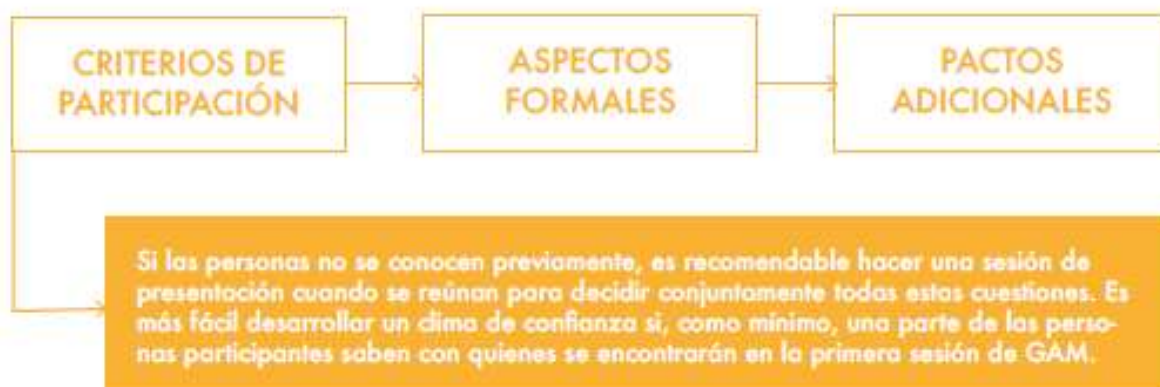 CRITERIOS DE
PARTICIPACIÓN
ASPECTOS
FORMALES
PACTOS
ADICIONALES
Si las personas no se conocen previamente, es recomendable hacer una sesión de
presentación cuando se reúnan para decidir conjuntamente todas estas cuestiones. Es
más fácil desarrollar un clima de confianza si, como mínimo, una parte de las perso-
nas participantes saben con quienes se encontrarán en la primera sesión de GAM.